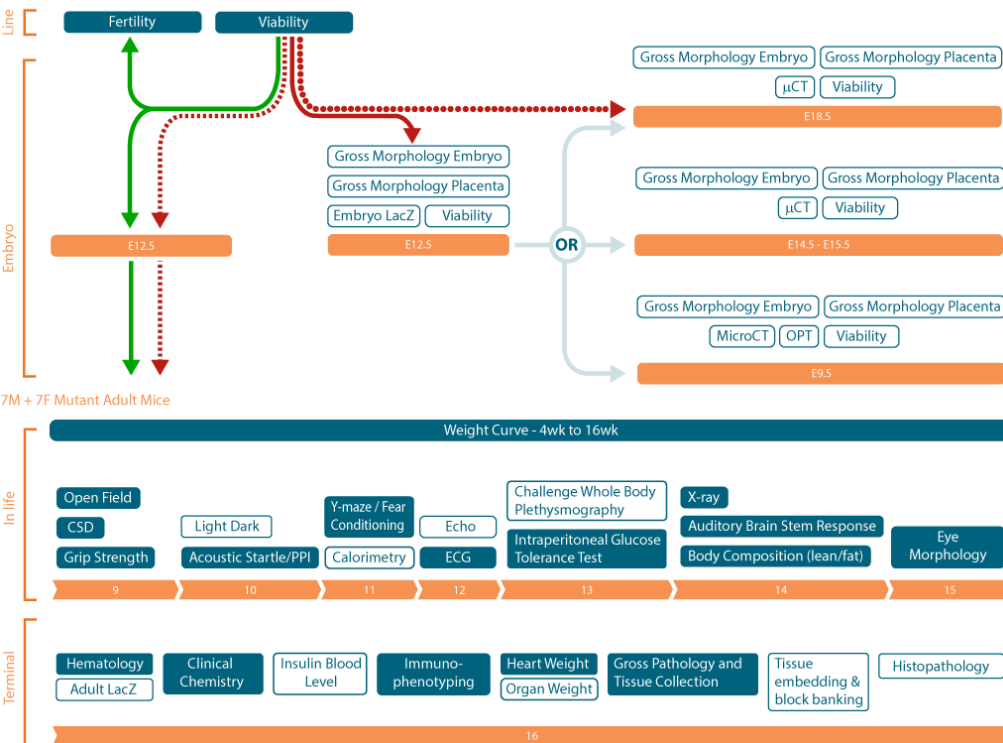 Line
Fertility
Viability
Embryo
Gross Morphology Embryo
Gross Morphology Placenta
μCT
Viability
E18.5
Gross Morphology Embryo
Gross Morphology Placenta
Embryo LacZ
Viability
E12.5
E12.5
OR
Gross Morphology Embryo
Gross Morphology Placenta
μCT
Viability
E14.5 - E15.5
Gross Morphology Embryo
Gross Morphology Placenta
MicroCT
OPT
Viability
E9.5
7M + 7F Mutant Adult Mice
In life
Weight Curve - 4wk to 16wk
Open Field
CSD
Grip Strength
Light Dark
Acoustic Startle/PPI
Y-maze / Fear
Conditioning
Calorimetry
Echo
ECG
Challenge Whole Body
Plethysmography
Intraperitoneal Glucose
Tolerance Test
X-ray
Auditory Brain Stem Response
Body Composition (lean/fat)
Eye
Morphology
9
10
11
12
13
14
15
Terminal
Hematology
Adult LacZ
Clinical
Chemistry
Insulin Blood
Level
Immuno-
phenotyping
Heart Weight
Organ Weight
Gross Pathology and
Tissue Collection
Tissue
embedding &
block banking
Histopathology
16